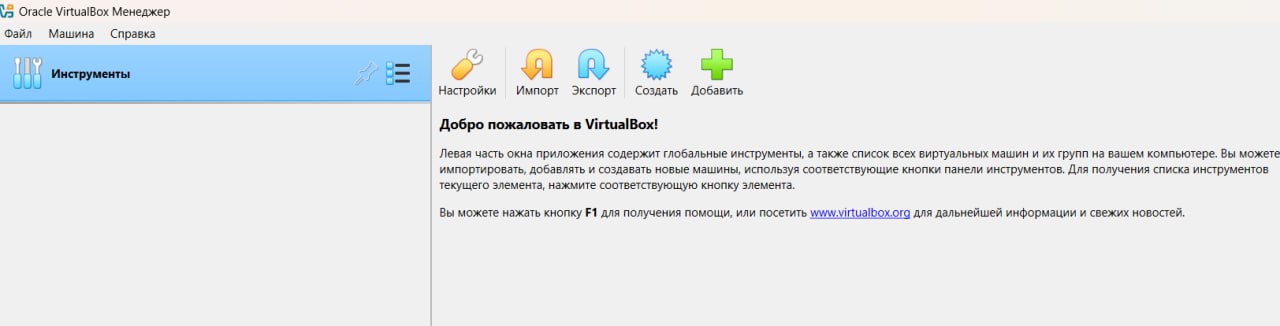 Oracle VirtualBox Менеджер
Файл Машина Справка
Инструменты
Настройки Импорт Экспорт Создать Добавить
Добро пожаловать в VirtualBox!
Левая часть окна приложения содержит глобальные инструменты, а также список всех виртуальных машин и их групп на вашем компьютере. Вы можете
импортировать, добавлять и создавать новые машины, используя соответствующие кнопки панели инструментов. Для получения списка инструментов
текущего элемента, нажмите соответствующую кнопку элемента.
Вы можете нажать кнопку F1 для получения помощи, или посетить www.virtualbox.org для дальнейшей информации и свежих новостей.